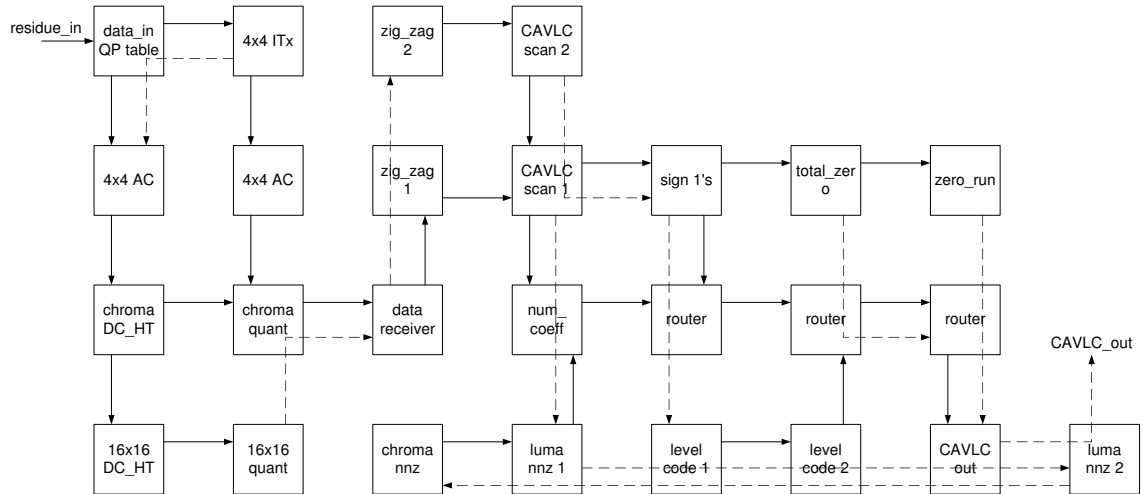 residue_in
data_in
QP table
4x4 ITx
zig_zag
2
CAVLC
scan 2
4x4 AC
4x4 AC
zig_zag
1
CAVLC
scan 1
sign 1's
total_zer
o
zero_run
chroma
DC_HT
chroma
quant
data
receiver
num_
coeff
router
router
router
CAVLC_out
16x16
DC_HT
16x16
quant
chroma
nnz
luma
nnz 1
level
code 1
level
code 2
CAVLC
out
luma
nnz 2